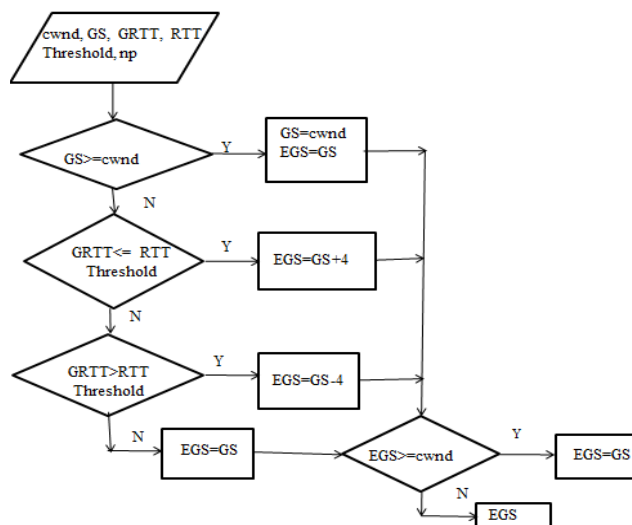 cwnd, GS, GRTT, RTT
Threshold, np
GS>=cwnd
Y
GS=cwnd
EGS=GS
N
GRTT<= RTT
Threshold
Y
EGS=GS+4
N
GRTT>RTT
Threshold
Y
EGS=GS-4
N
EGS=GS
EGS>=cwnd
Y
EGS=GS
N
EGS